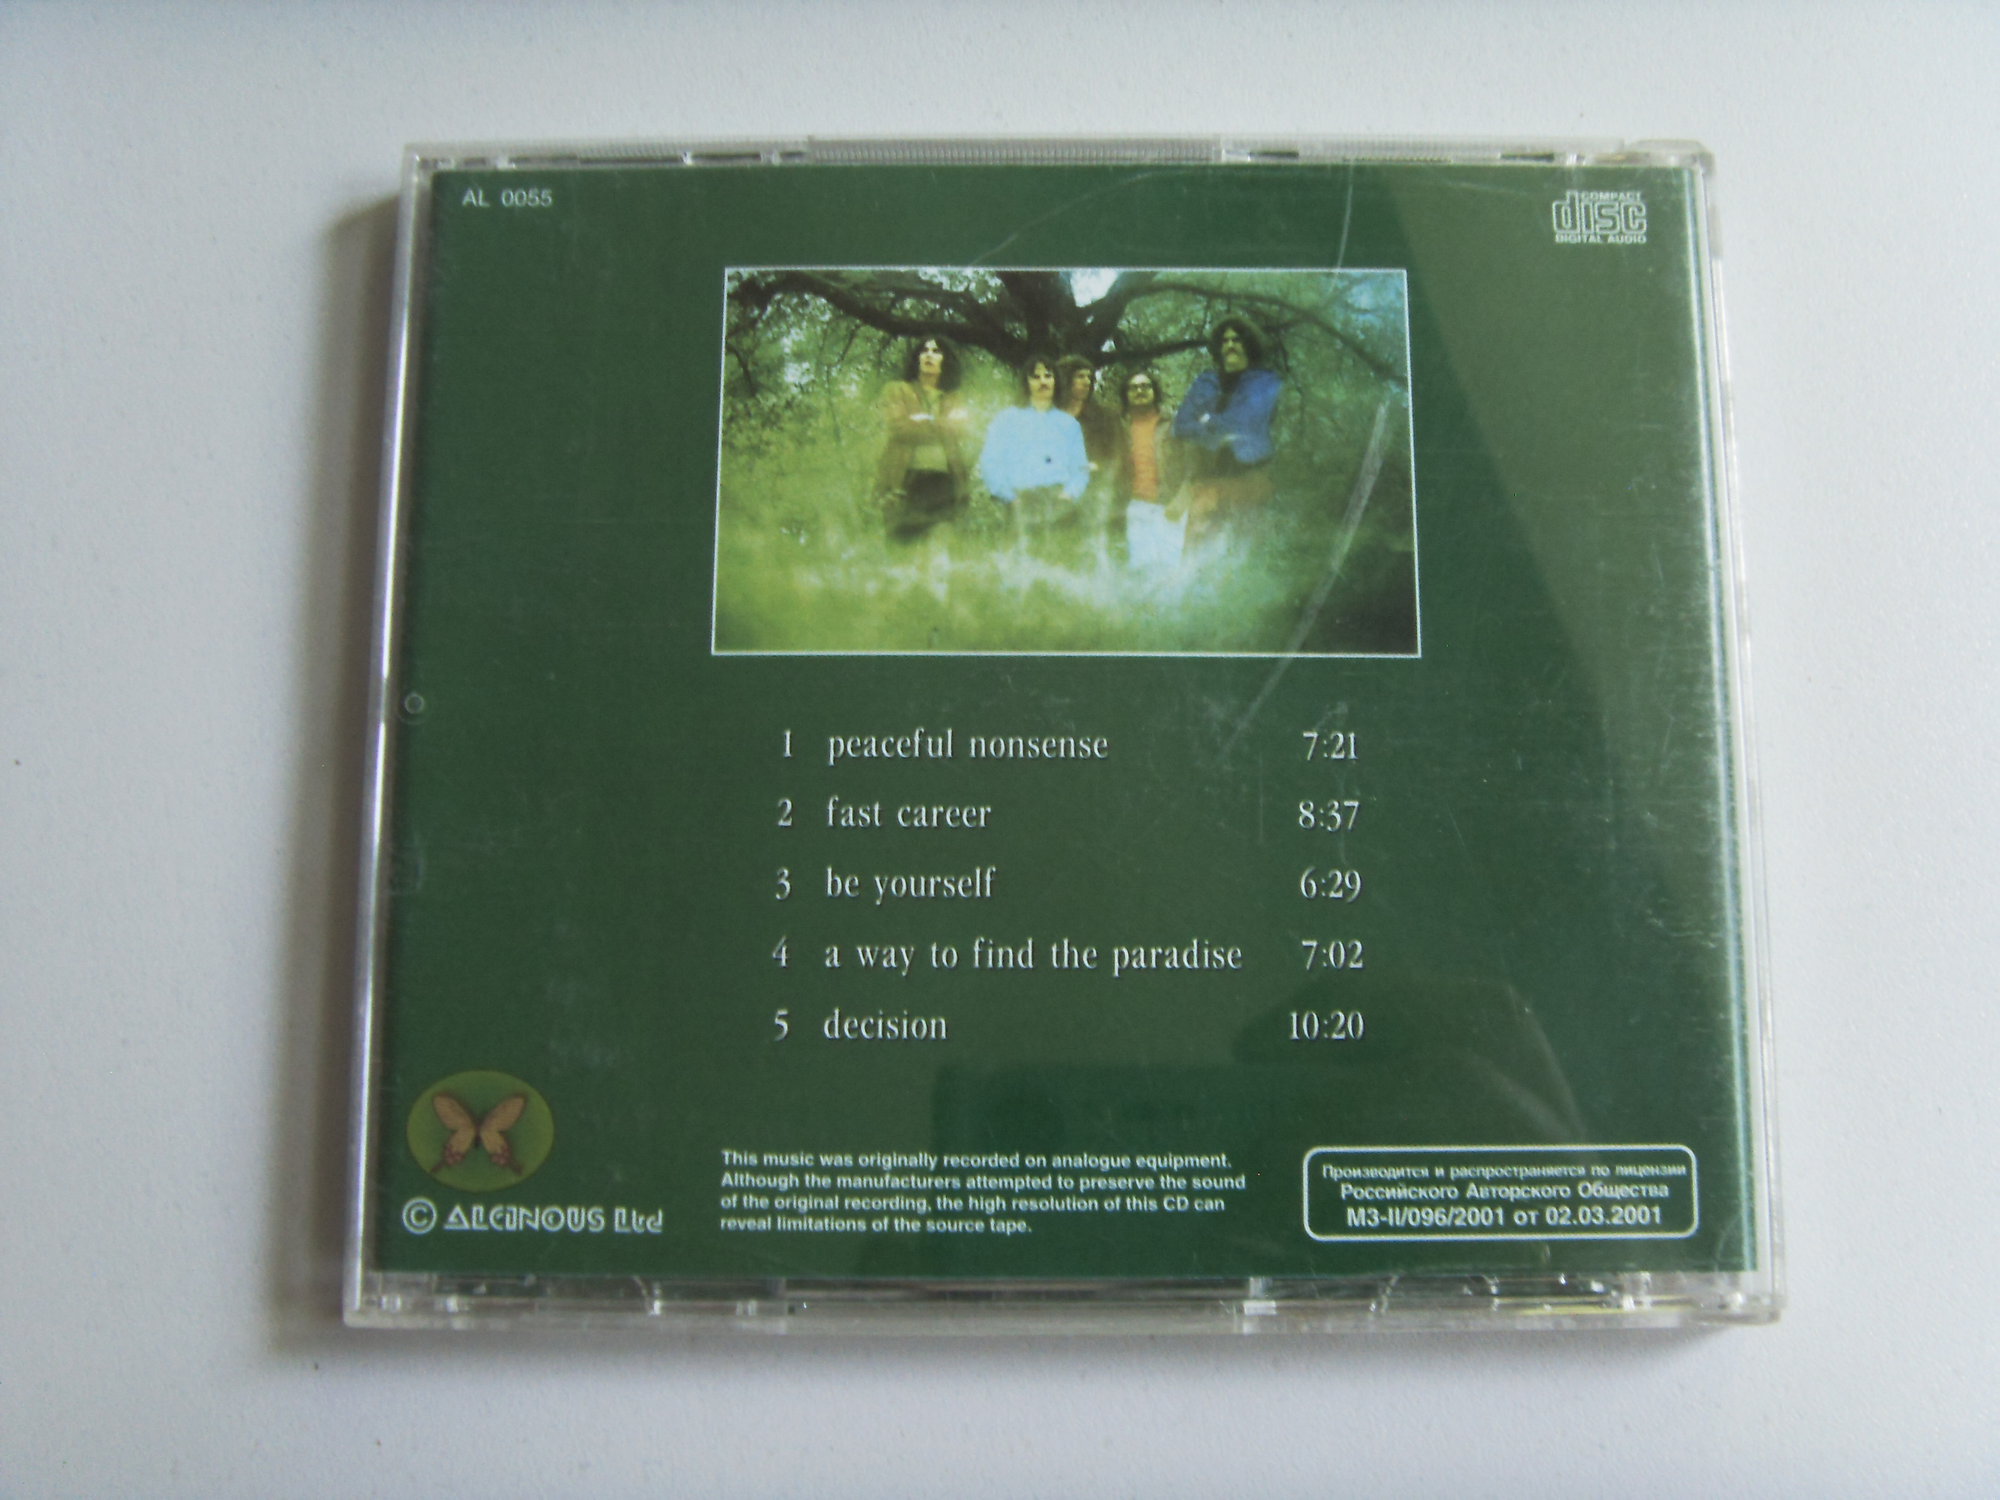 AL 0055
COMPACT
disc
DIGITAL AUDIO
1 peaceful nonsense 7:21
2 fast career 8:37
3 be yourself 6:29
4 a way to find the paradise 7:02
5 decision 10:20
© ALCINOUS Ltd
This music was originally recorded on analogue equipment.
Although the manufacturers attempted to preserve the sound
of the original recording, the high resolution of this CD can
reveal limitations of the source tape.
Производится и распространяется по лицензии
Российского Авторского Общества
МЗ-II/096/2001 от 02.03.2001